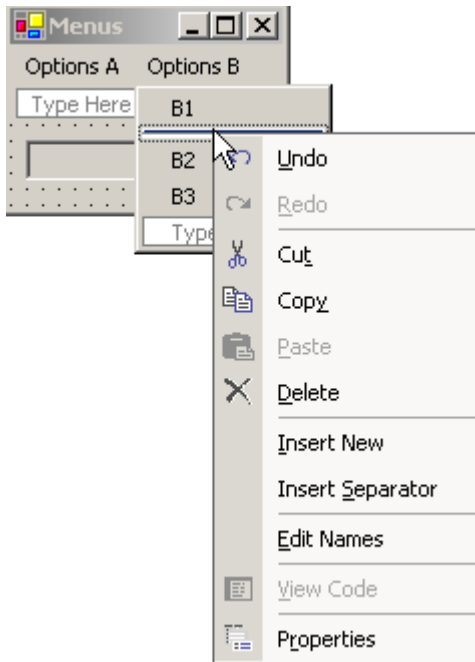 Menus
Options A Options B
Type Here
B1
B2
B3
Type
Undo
Redo
Cut
Copy
Paste
Delete
Insert New
Insert Separator
Edit Names
View Code
Properties